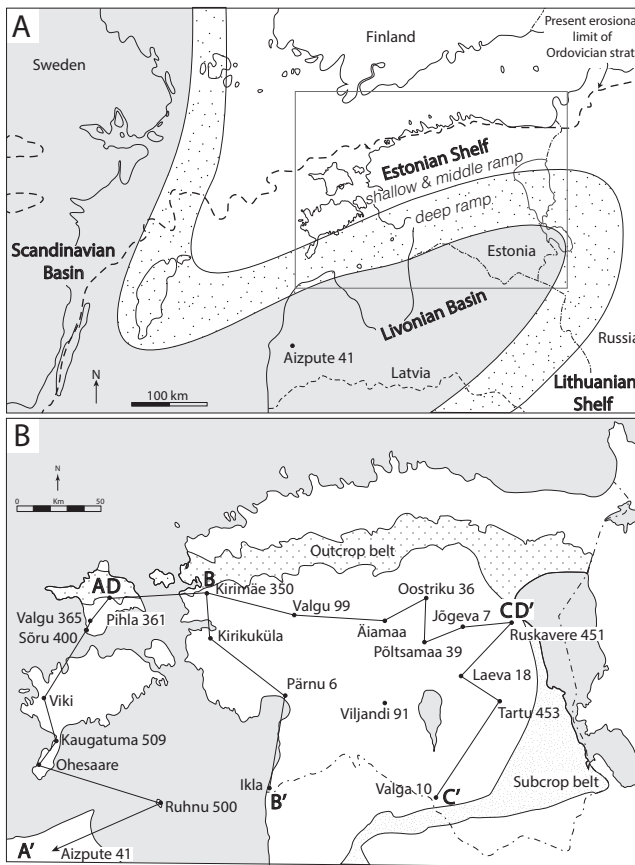 A
Finland
Present erosional
limit of
Ordovician strat
Sweden
Estonian Shelf
shallow & middle ramp
deep ramp
Scandinavian
Basin
Estonia
Livonian Basin
Aizpute 41
Russia
N
Latvia
Lithuanian
Shelf
100 km
B
N
0 Km 50
Outcrop belt
AD
B
Kirimäe 350
Oostriku 36
Valgu 99
Jõgeva 7
CD'
Valgu 365
Pihla 361
Äiamaa
Ruskavere 451
Sõru 400
Kirikuküla
Põltsamaa 39
Laeva 18
Pärnu 6
Viki
Viljandi 91
Tartu 453
Kaugatuma 509
Ohesaare
Ikla
Subcrop belt
Valga 10
C'
B'
Ruhnu 500
A'
Aizpute 41